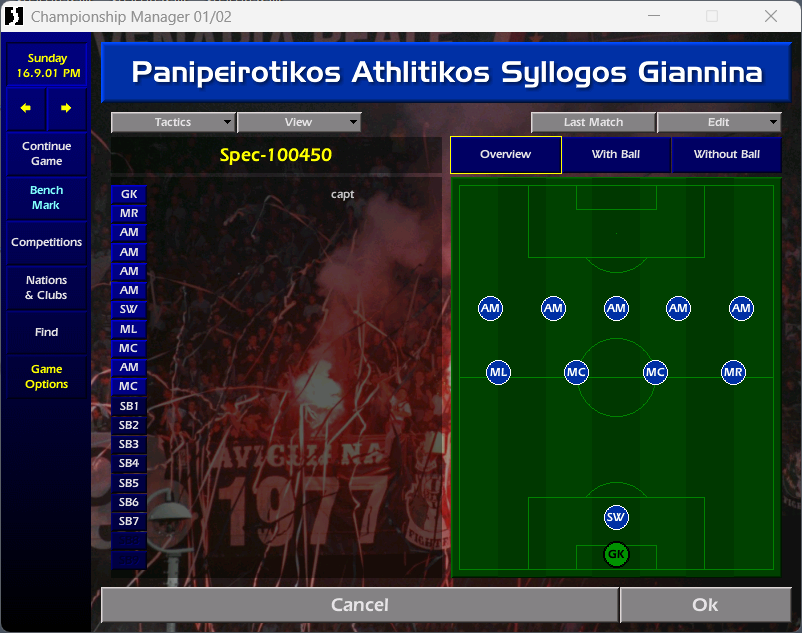 Championship Manager 01/02
Sunday
16.9.01 PM
Panipeirotikos Athlitikos Syllogos Giannina
Tactics
View
Last Match
Edit
Continue
Game
Bench
Mark
Competitions
Nations
& Clubs
Find
Game
Options
Spec-100450
Overview
With Ball
Without Ball
GK
capt
MR
AM
AM
AM
AM
SW
ML
MC
AM
MC
SB1
SB2
SB3
SB4
SB5
SB6
SB7
AM AM AM AM AM
ML MC MC MR
SW
GK
1977
Cancel
Ok